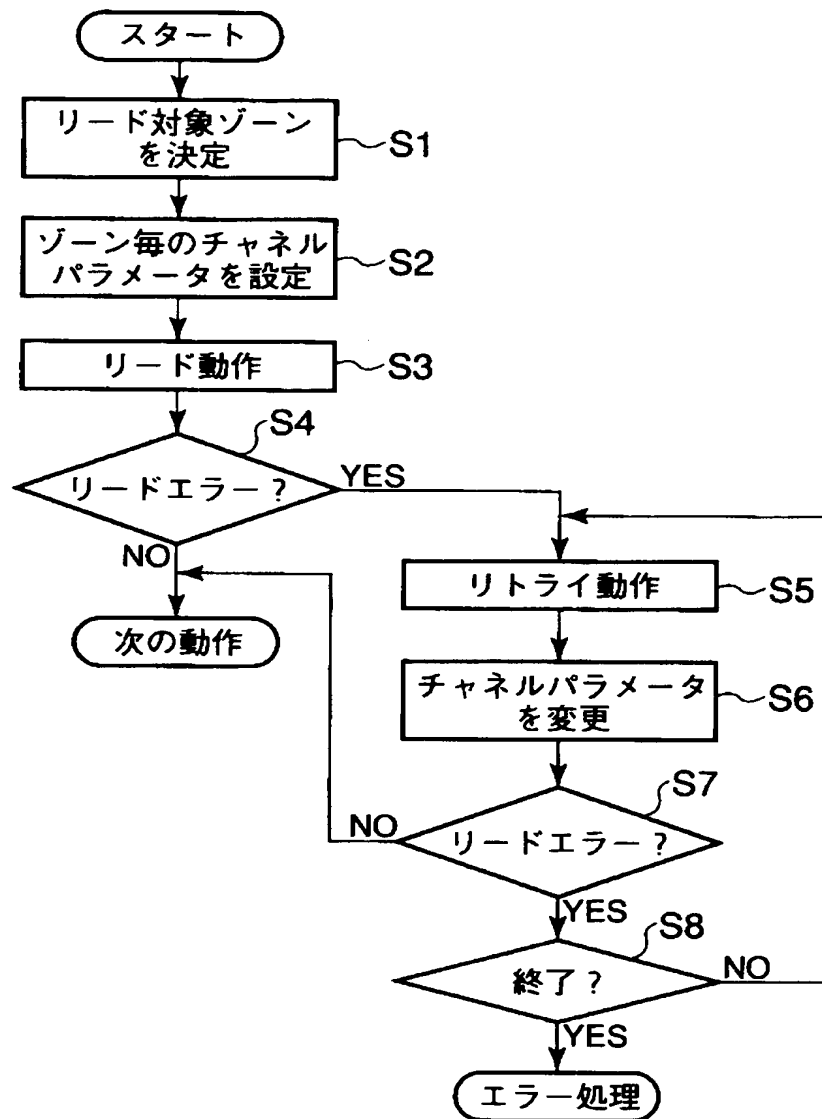 スタート
リード対象ゾーン
を決定
S1
ゾーン毎のチャネル
パラメータを設定
S2
リード動作
S3
S4
リードエラー？
YES
NO
次の動作
リトライ動作
S5
チャネルパラメータ
を変更
S6
S7
リードエラー？
NO
YES
S8
終了？
NO
YES
エラー処理